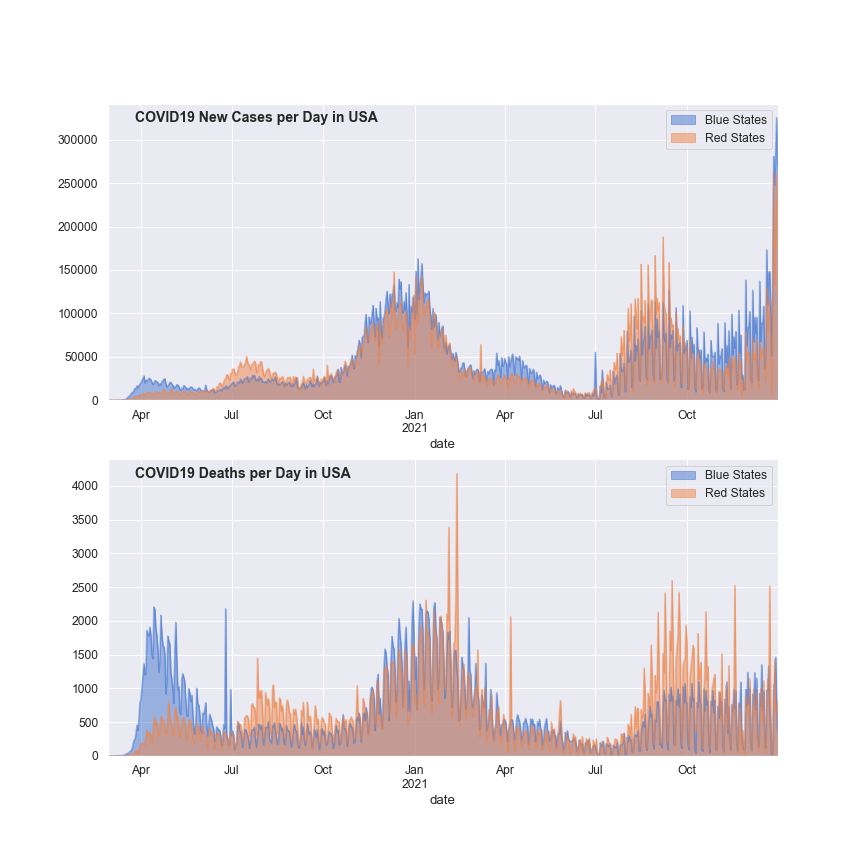 COVID19 New Cases per Day in USA
Blue States
Red States
300000
250000
200000
150000
100000
50000
0
Apr Jul Oct Jan Apr Jul Oct
2021
date
COVID19 Deaths per Day in USA
Blue States
Red States
4000
3500
3000
2500
2000
1500
1000
500
0
Apr Jul Oct Jan Apr Jul Oct
2021
date